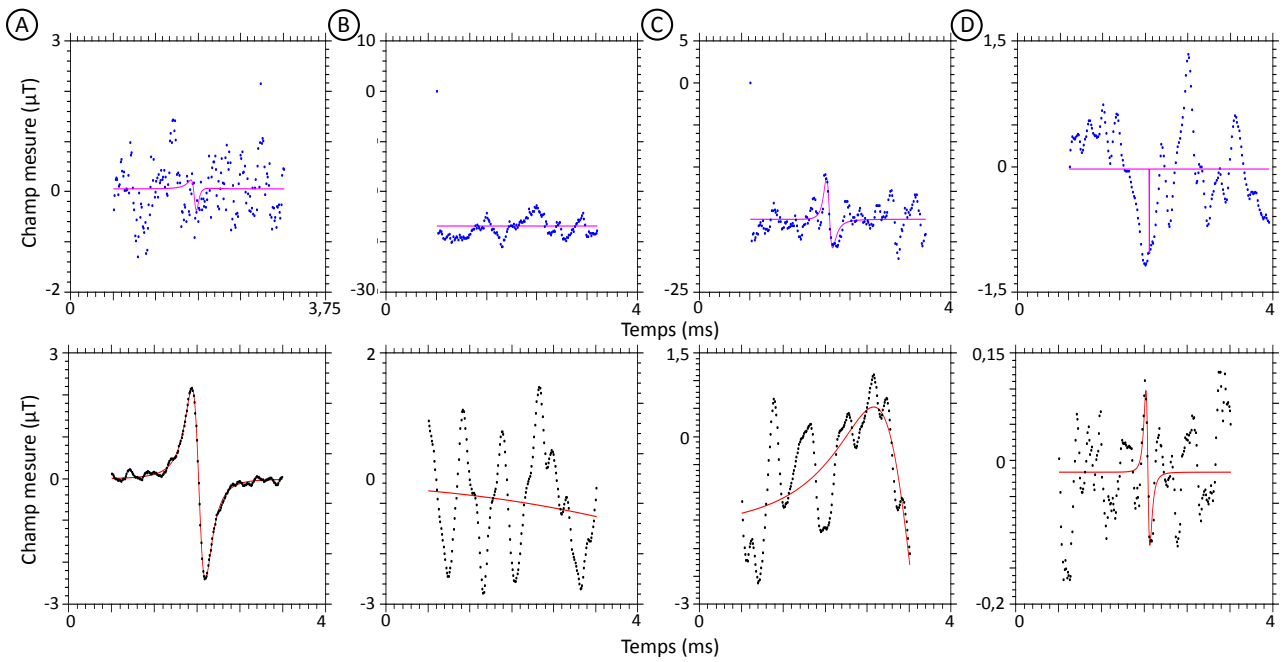 A B C D
3 10 5 1,5
0 0 0 0
-2 -30 -25 -1,5
0 3,75 0 4 0 4 0 4
Champ mesure (µT)
Temps (ms)
3 2 1,5 0,15
0 0 0 0
-3 -3 -3 -0,2
0 4 0 4 0 4 0 4
Champ mesure (µT)
Temps (ms)